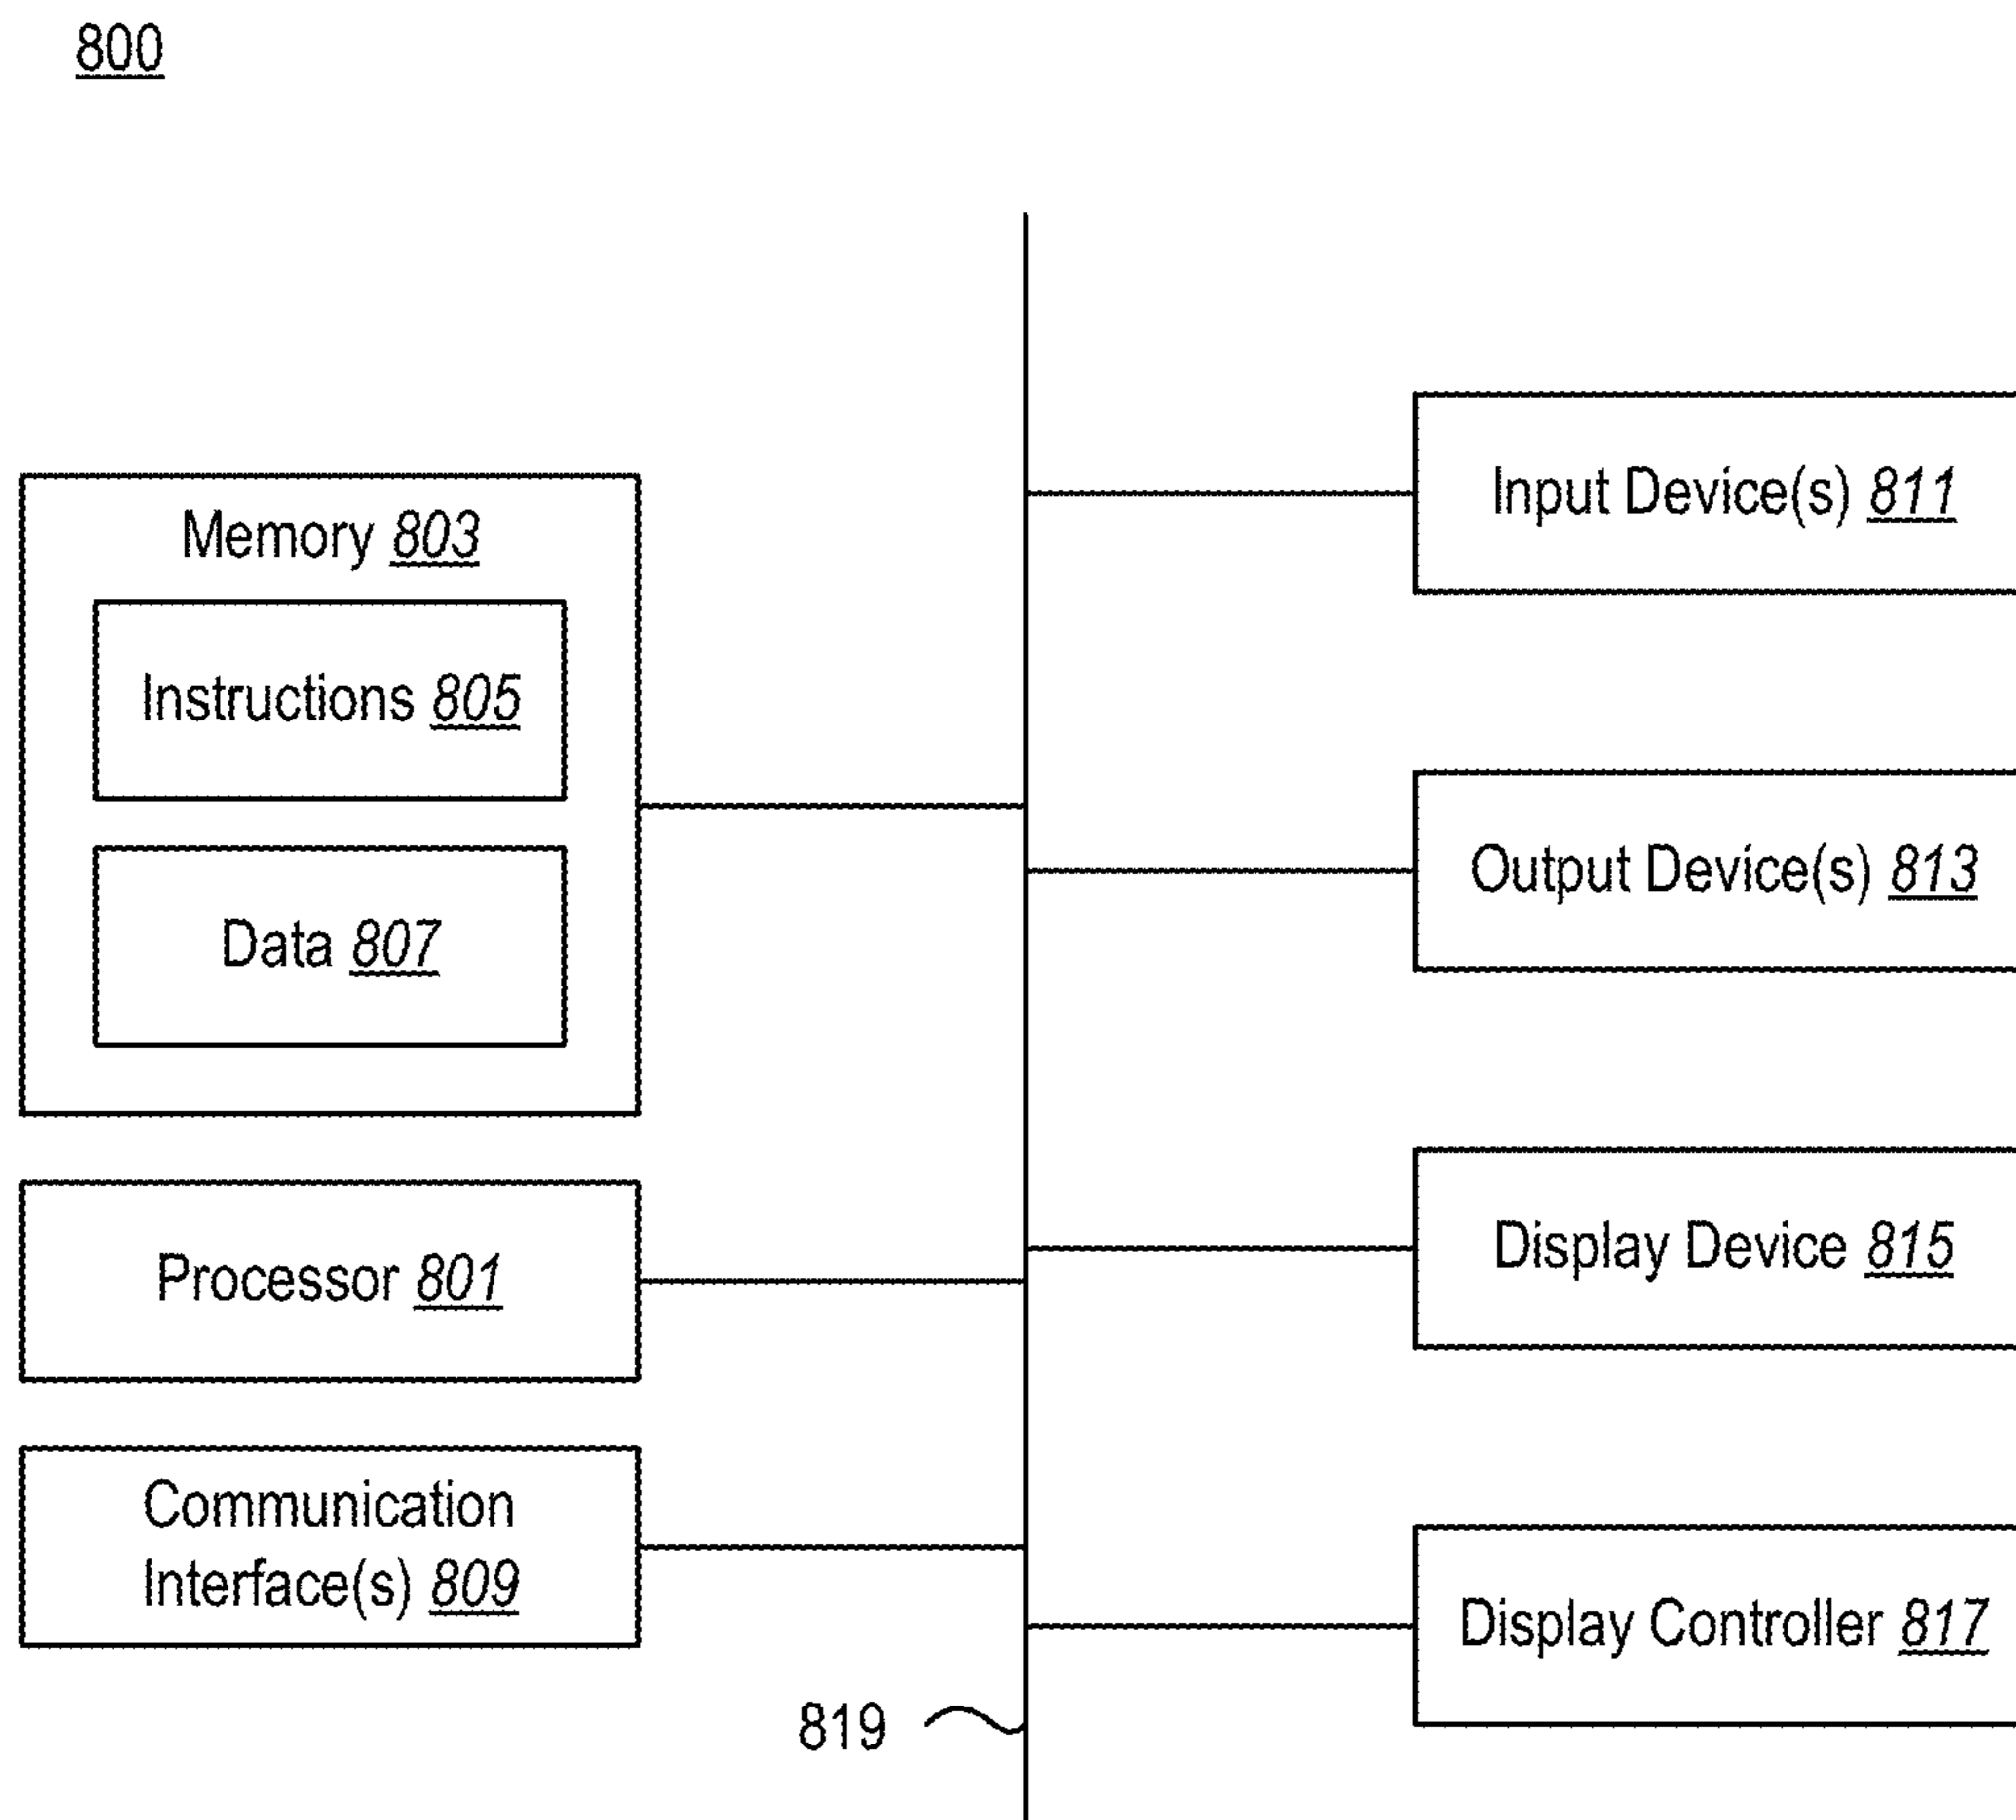 800
Memory 803
Instructions 805
Data 807
Processor 801
Communication
Interface(s) 809
819
Input Device(s) 811
Output Device(s) 813
Display Device 815
Display Controller 817